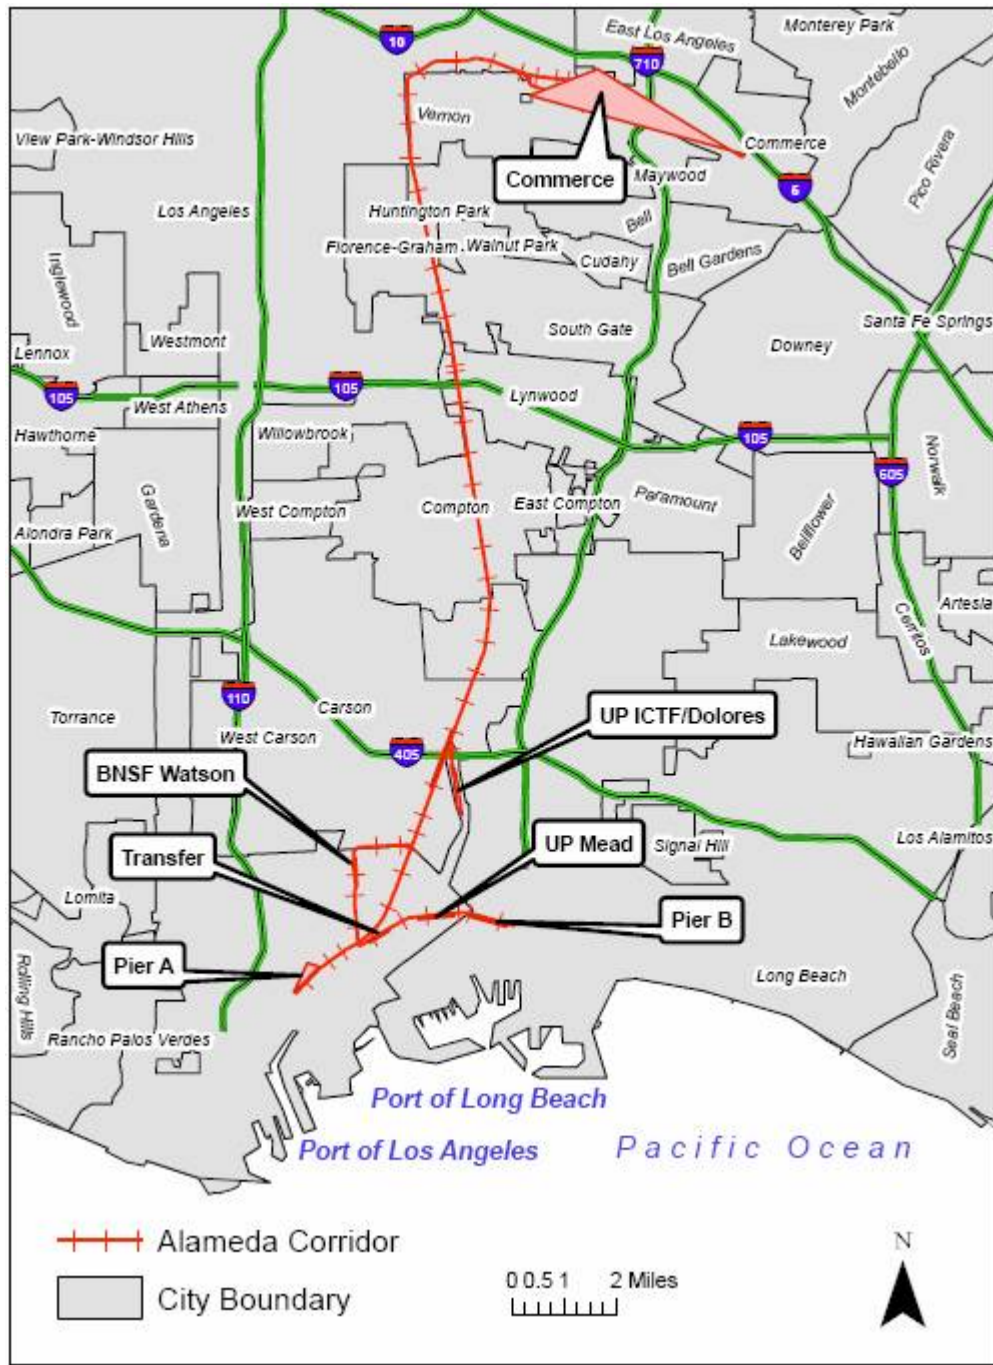 Monterey Park
East Los Angeles
10
710
Montebello
Vernon
View Park-Windsor Hills
Commerce
Commerce
Maywood
Pico Rivera
5
Los Angeles
Huntington Park
Bell
Florence-Graham
Walnut Park
Cudahy
Bell Gardens
Inglewood
South Gate
Santa Fe Springs
Westmont
Lennox
Downey
105
105
West Athens
Lynwood
Hawthorne
Willowbrook
105
605
Norwalk
Gardena
West Compton
Compton
East Compton
Paramount
Bellflower
Alondra Park
Artesia
Cerritos
Lakewood
110
Torrance
Carson
UP ICTF/Dolores
West Carson
405
Hawaiian Gardens
BNSF Watson
Transfer
UP Mead
Signal Hill
Los Alamitos
Lomita
Pier B
Pier A
Rolling Hills
Long Beach
Seal Beach
Rancho Palos Verdes
Port of Long Beach
Port of Los Angeles
Pacific Ocean
Alameda Corridor
City Boundary
0 0.5 1 2 Miles
N